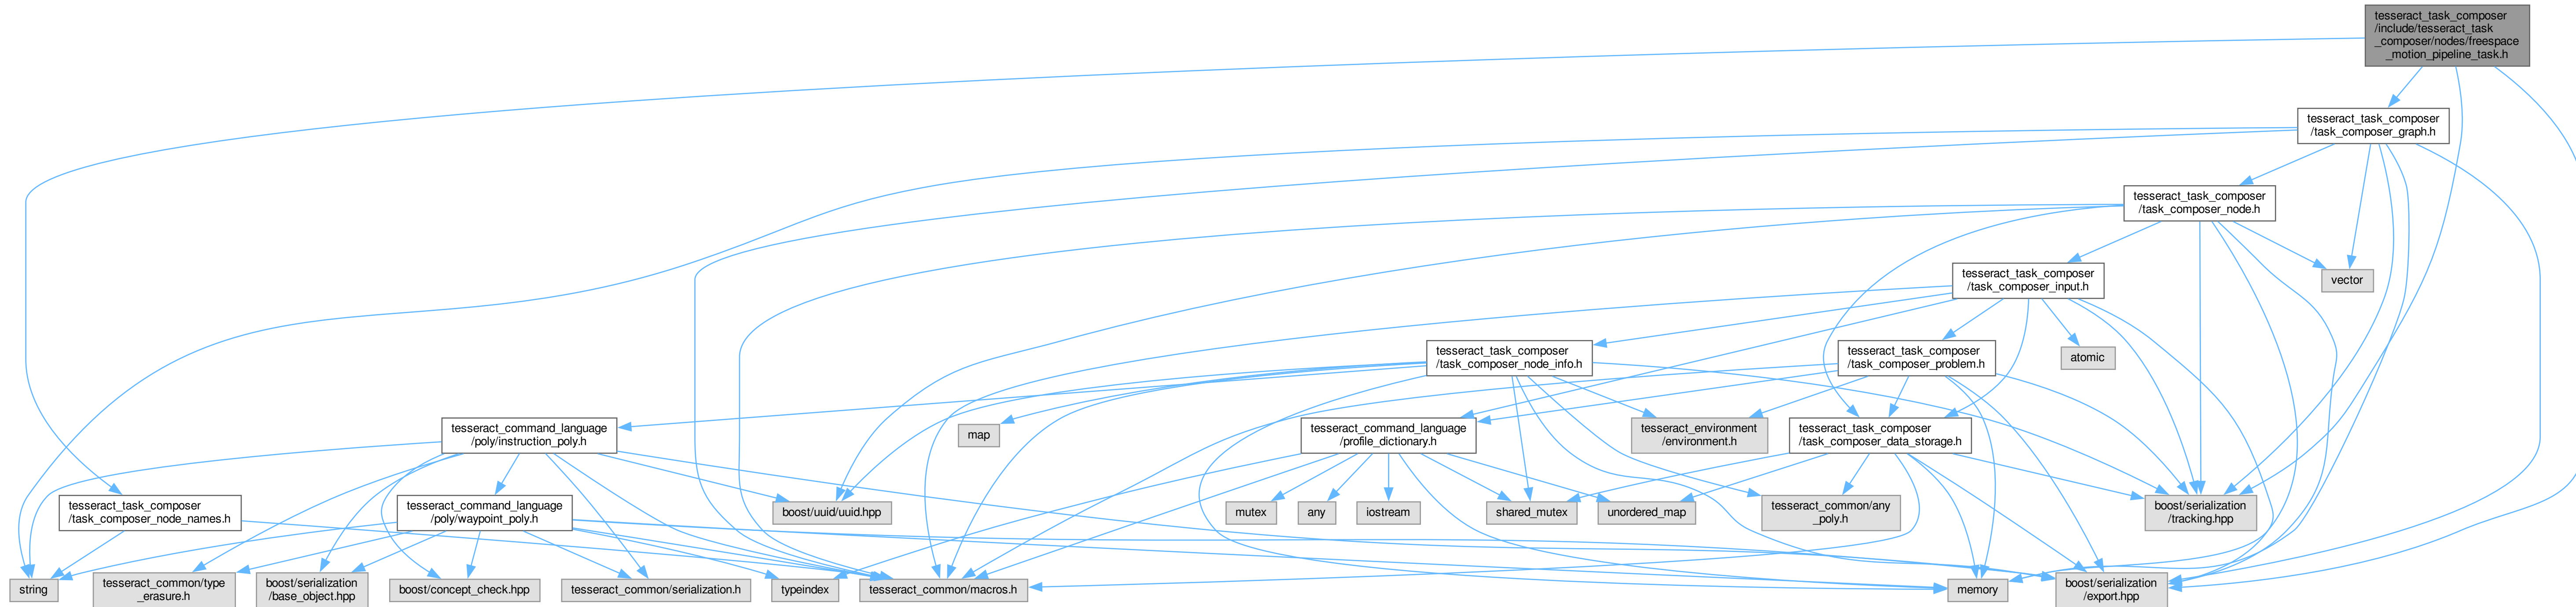 tesseract_task_composer
/include/tesseract_task
_composer/nodes/freespace
_motion_pipeline_task.h
tesseract_task_composer
/task_composer_graph.h
tesseract_task_composer
/task_composer_node.h
tesseract_task_composer
/task_composer_input.h
vector
tesseract_task_composer
/task_composer_node_info.h
tesseract_task_composer
/task_composer_problem.h
atomic
tesseract_command_language
/poly/instruction_poly.h
map
tesseract_command_language
/profile_dictionary.h
tesseract_environment
/environment.h
tesseract_task_composer
/task_composer_data_storage.h
tesseract_task_composer
/task_composer_node_names.h
tesseract_command_language
/poly/waypoint_poly.h
boost/uuid/uuid.hpp
mutex
any
iostream
shared_mutex
unordered_map
tesseract_common/any
_poly.h
boost/serialization
/tracking.hpp
string
tesseract_common/type
_erasure.h
boost/serialization
/base_object.hpp
boost/concept_check.hpp
tesseract_common/serialization.h
typeindex
tesseract_common/macros.h
memory
boost/serialization
/export.hpp